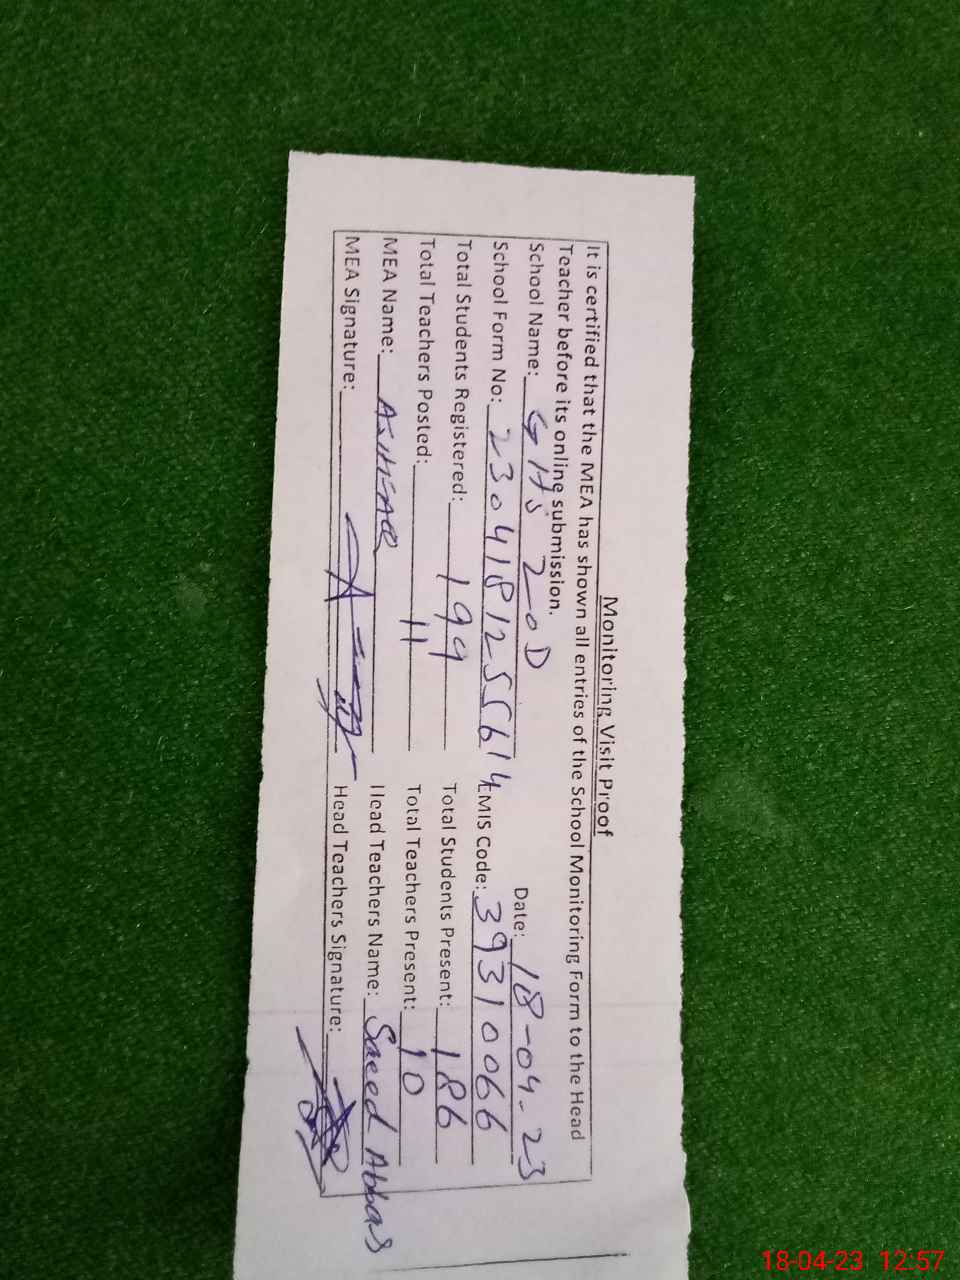 Monitoring Visit Proof
It is certified that the MEA has shown all entries of the School Monitoring Form to the Head
Teacher before its online submission.
Date: 18-04-23
School Name: GHS 20D
School Form No: 2304181255614 EMIS Code: 39310066
Total Students Registered: 199 Total Students Present: 186
Total Teachers Posted: 11 Total Teachers Present: 10
MEA Name: Head Teachers Name: Saeed Abbas
MEA Signature: Head Teachers Signature:
18-04-23 12:57